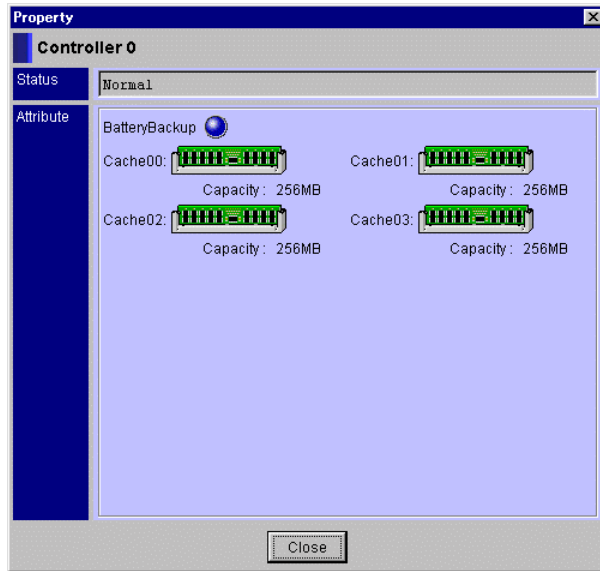 Property
Controller 0
Status
Normal
Attribute
BatteryBackup
Cache00: Cache01:
Capacity : 256MB Capacity : 256MB
Cache02: Cache03:
Capacity : 256MB Capacity : 256MB
Close